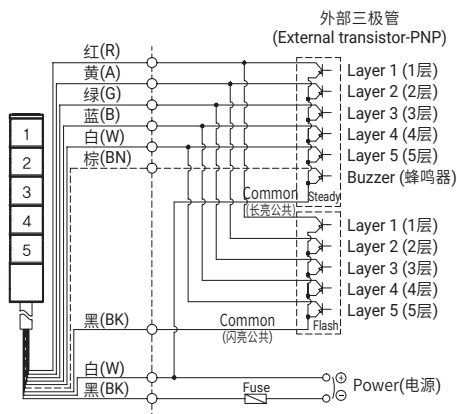 外部三极管
(External transistor-PNP)
红(R)
黄(A)
绿(G)
蓝(B)
白(W)
棕(BN)
Layer 1 (1层)
Layer 2 (2层)
Layer 3 (3层)
Layer 4 (4层)
Layer 5 (5层)
Buzzer (蜂鸣器)
Common
Steady
(长亮公共)
1
2
3
4
5
Layer 1 (1层)
Layer 2 (2层)
Layer 3 (3层)
Layer 4 (4层)
Layer 5 (5层)
黑(BK)
Common
Flash
(闪亮公共)
白(W)
黑(BK)
Fuse
Power(电源)